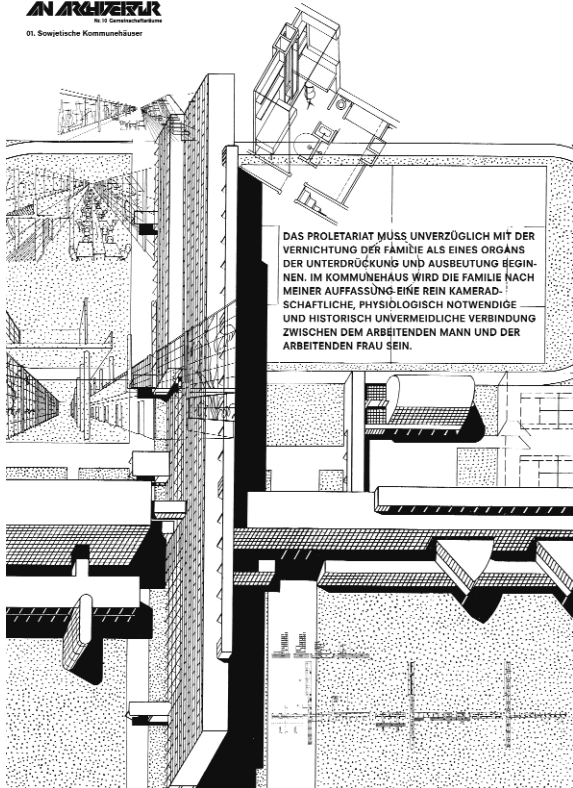 AN ARCHITEKTUR
Nr. 10 Gemeinschaftsräume
01. Sowjetische Kommunehäuser
DAS PROLETARIAT MUSS UNVERZÜGLICH MIT DER
VERNICHTUNG DER FAMILIE ALS EINES ORGANS
DER UNTERDRÜCKUNG UND AUSBEUTUNG BEGIN-
NEN. IM KOMMUNEHAUS WIRD DIE FAMILIE NACH
MEINER AUFFASSUNG EINE REIN KAMERAD-
SCHAFTLICHE, PHYSIOLOGISCH NOTWENDIGE
UND HISTORISCH UNVERMEIDLICHE VERBINDUNG
ZWISCHEN DEM ARBEITENDEN MANN UND DER
ARBEITENDEN FRAU SEIN.